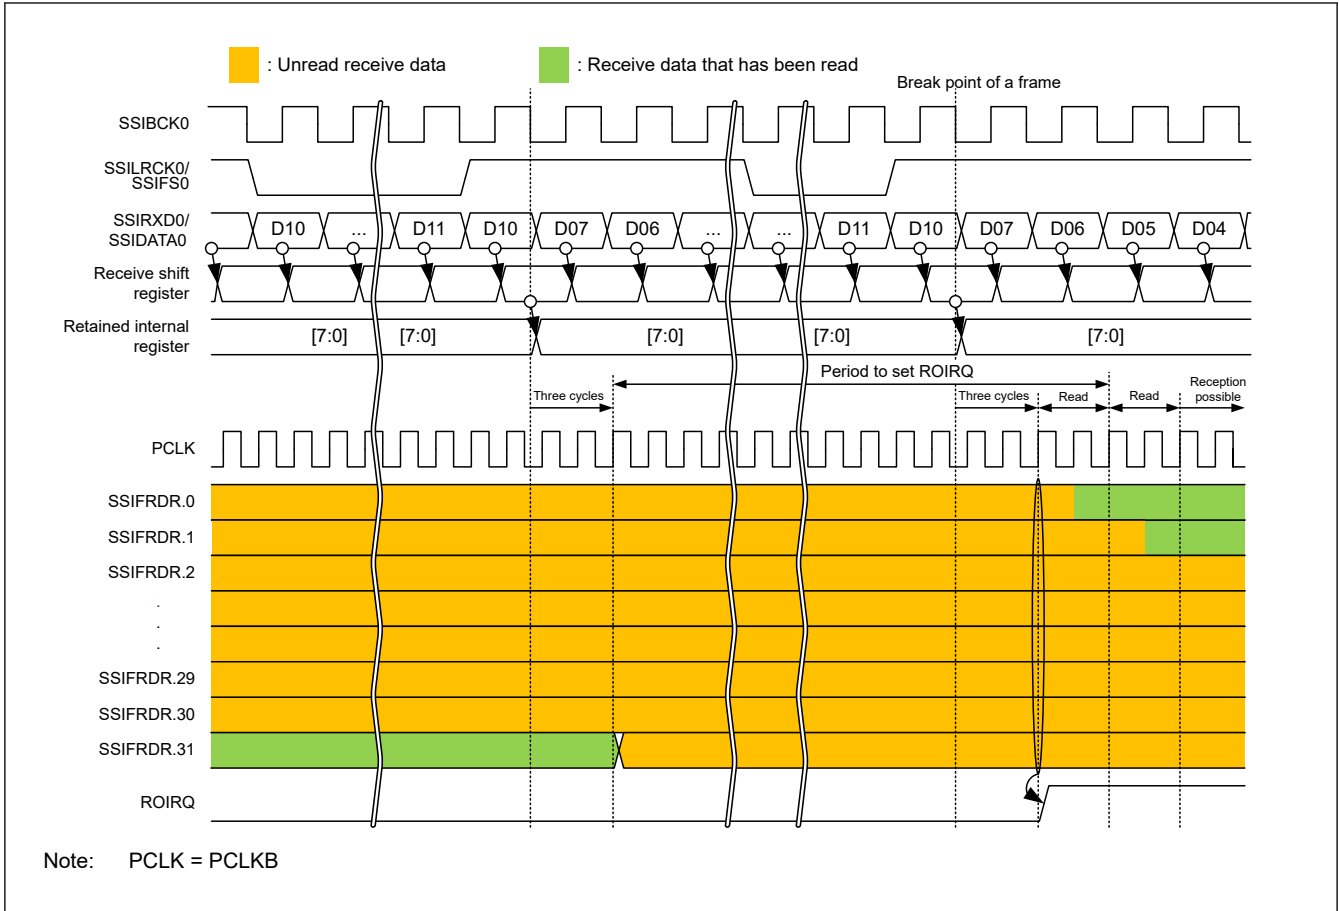 : Unread receive data : Receive data that has been read
Break point of a frame
SSIBCK0
SSILRCK0/
SSIFS0
SSIRXD0/
SSIDATA0
D10 ... D11 D10 D07 D06 ... ... D11 D10 D07 D06 D05 D04
Receive shift
register
Retained internal
register
[7:0] [7:0] [7:0] [7:0] [7:0]
Period to set ROIRQ
Three cycles Three cycles Read Read Reception
possible
PCLK
SSIFRDR.0
SSIFRDR.1
SSIFRDR.2
.
.
.
SSIFRDR.29
SSIFRDR.30
SSIFRDR.31
ROIRQ
Note: PCLK = PCLKB